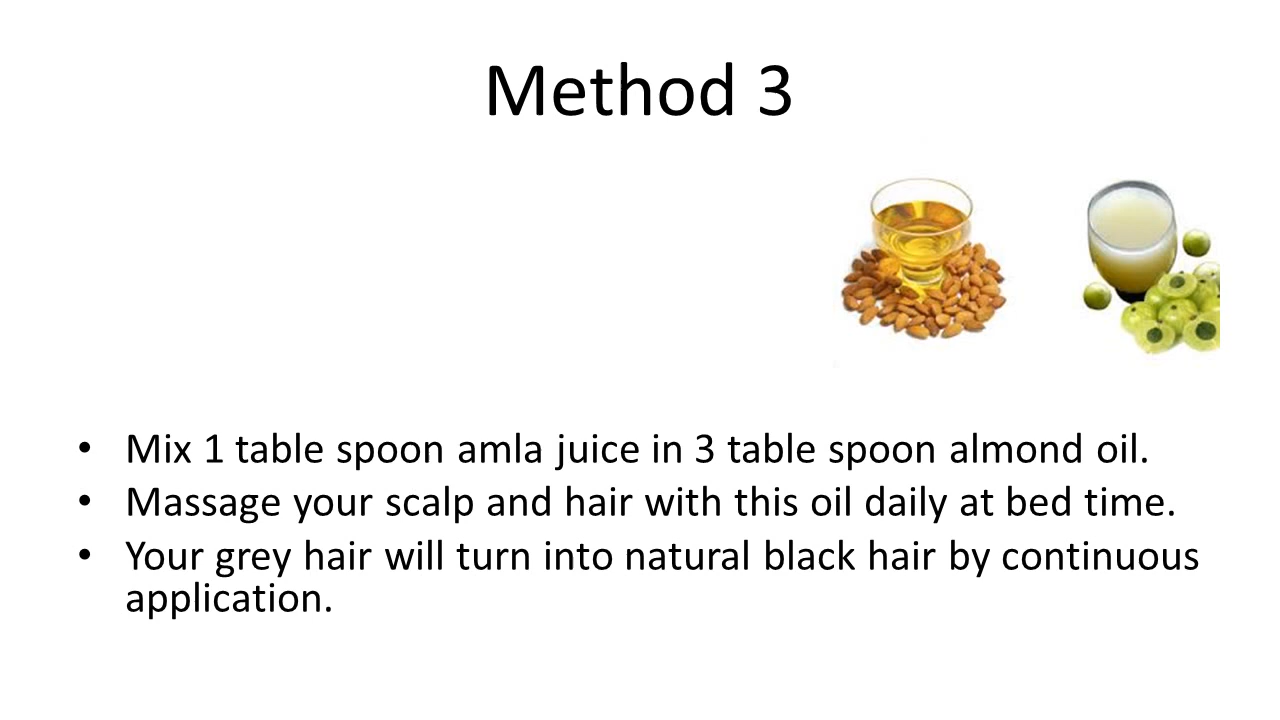 Method 3
• Mix 1 table spoon amla juice in 3 table spoon almond oil.
• Massage your scalp and hair with this oil daily at bed time.
• Your grey hair will turn into natural black hair by continuous
application.